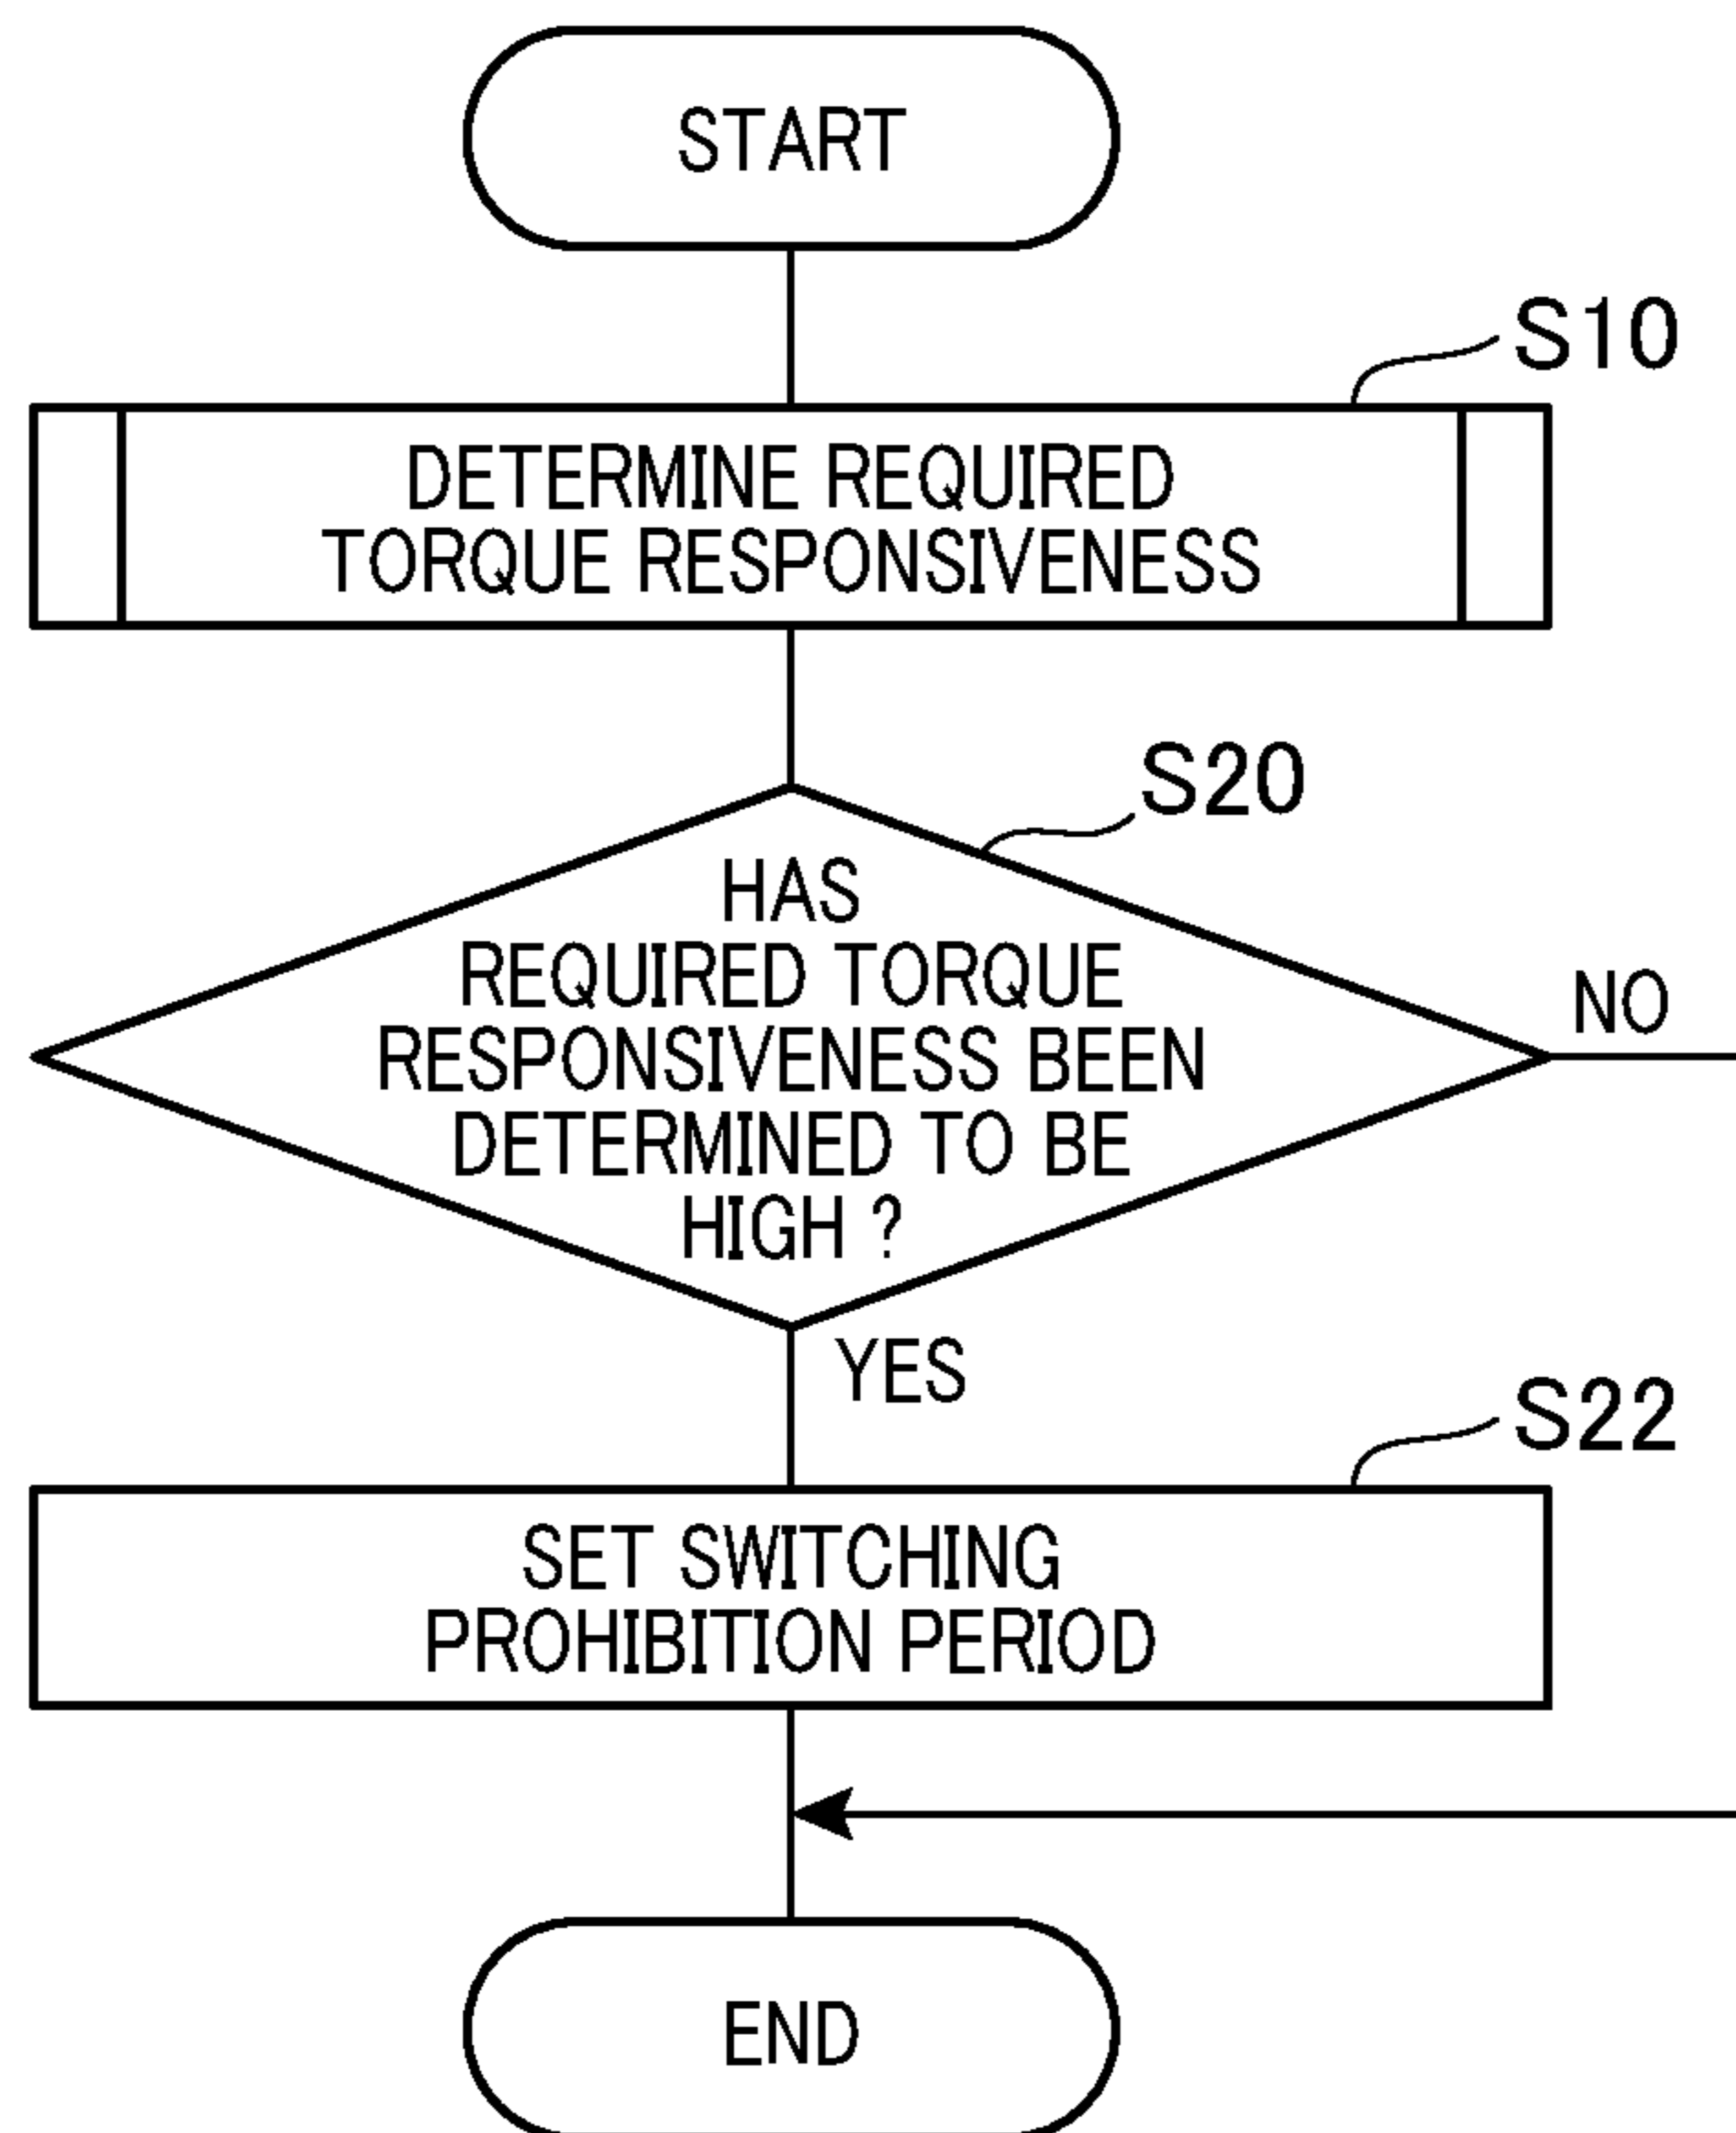 START
S10
DETERMINE REQUIRED
TORQUE RESPONSIVENESS
S20
HAS
REQUIRED TORQUE
RESPONSIVENESS BEEN
DETERMINED TO BE
HIGH ?
NO
YES
S22
SET SWITCHING
PROHIBITION PERIOD
END